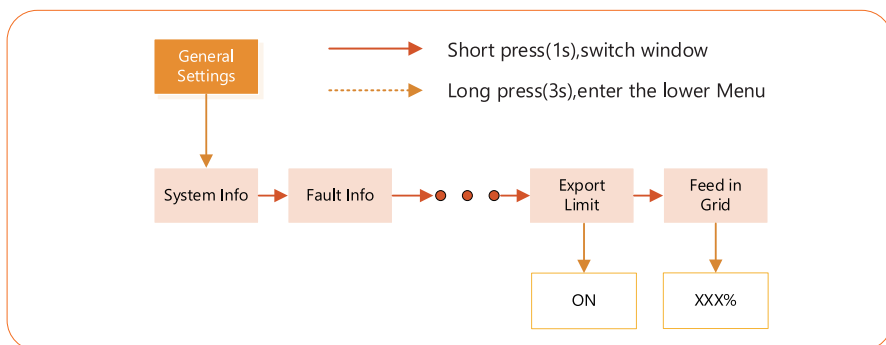 General
Settings
Short press(1s),switch window
Long press(3s),enter the lower Menu
System Info
Fault Info
Export
Limit
Feed in
Grid
ON
XXX%